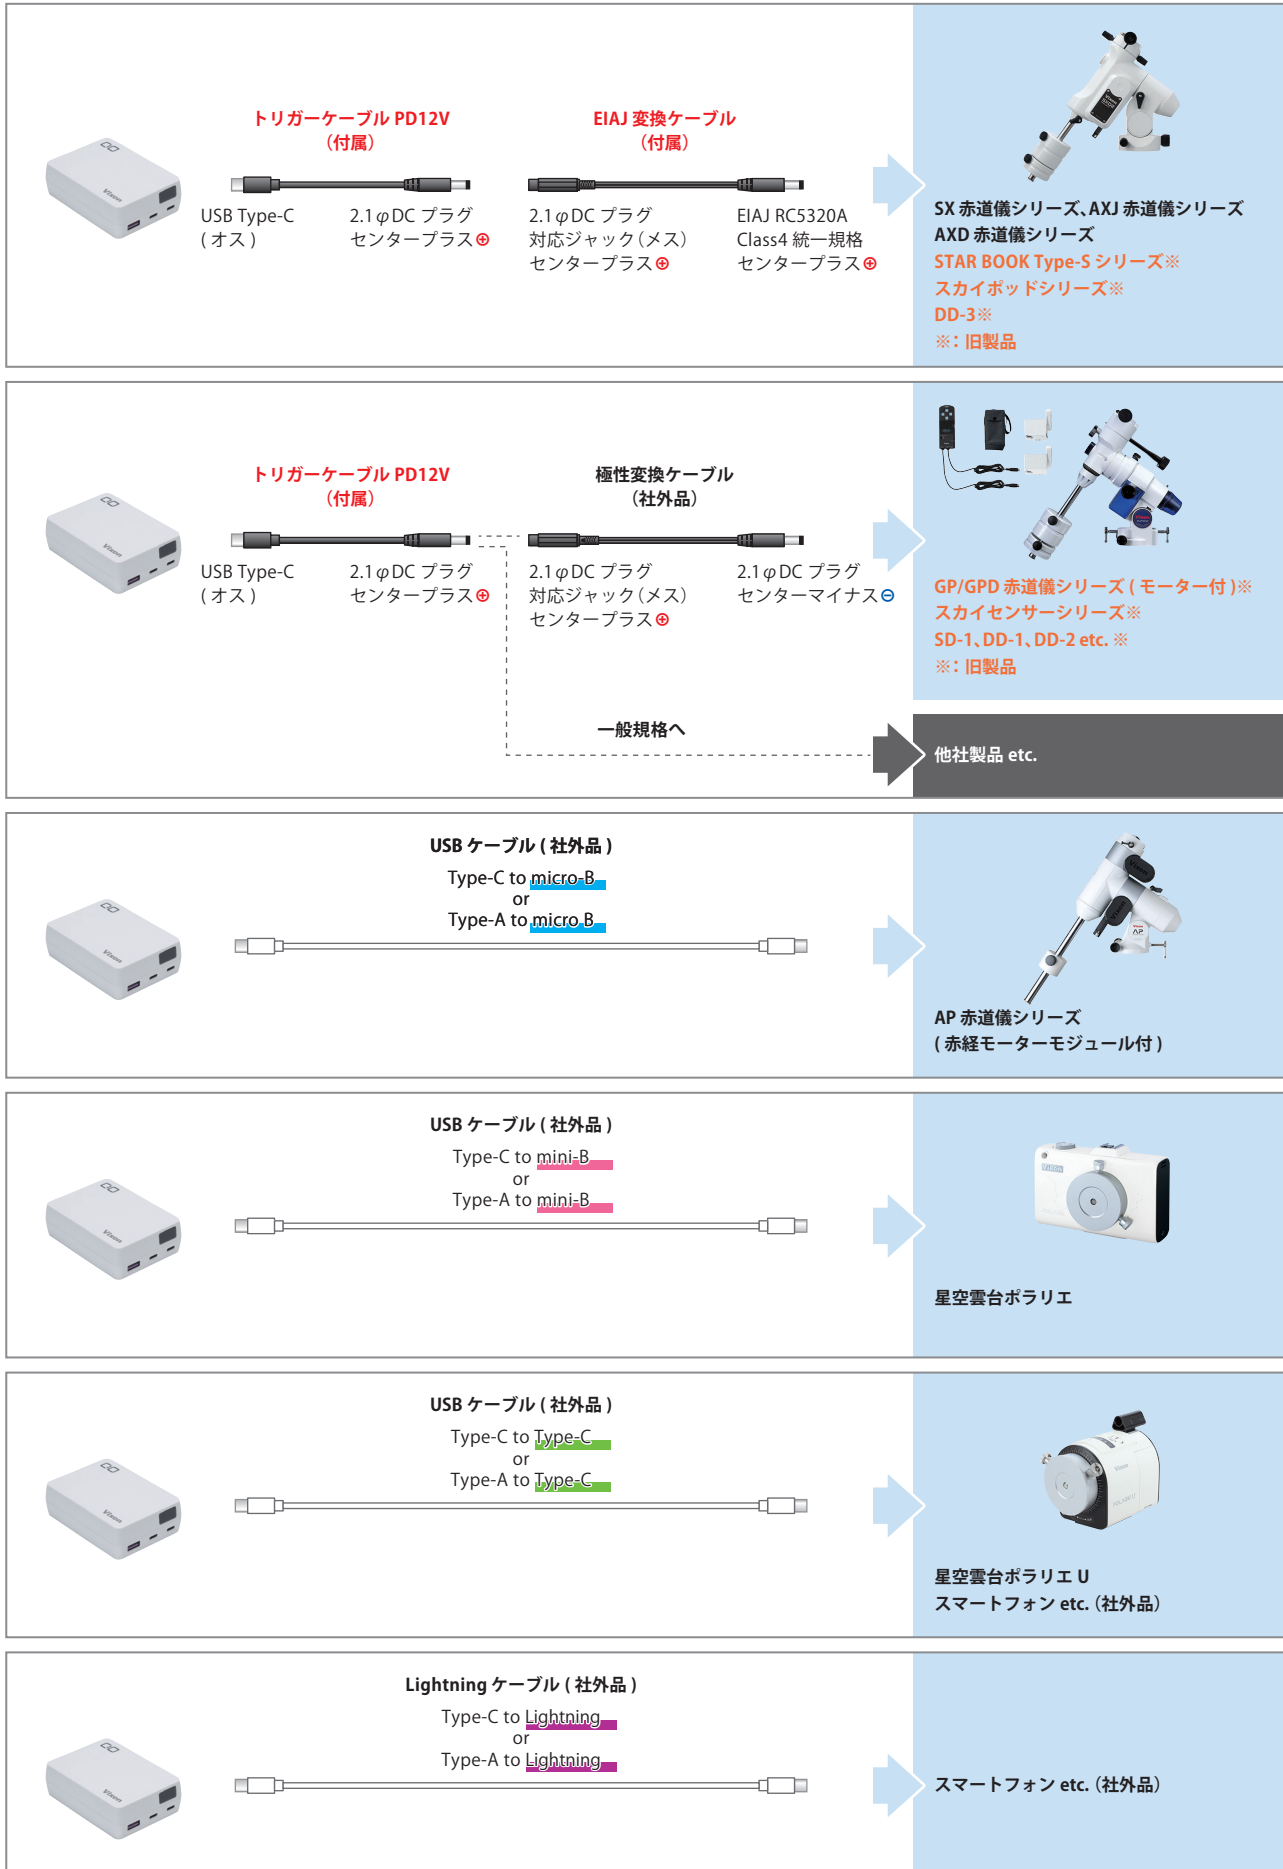 トリガーケーブル PD12V
（付属）
EIAJ 変換ケーブル
（付属）
USB Type-C
( オス )
2.1φDC プラグ
センタープラス⊕
2.1φDC プラグ
対応ジャック（メス）
センタープラス⊕
EIAJ RC5320A
Class4 統一規格
センタープラス⊕
Vixen
SX 赤道儀シリーズ、AXJ 赤道儀シリーズ
AXD 赤道儀シリーズ
STAR BOOK Type-S シリーズ※
スカイポッドシリーズ※
DD-3※
※：旧製品
トリガーケーブル PD12V
（付属）
極性変換ケーブル
（社外品）
USB Type-C
( オス )
2.1φDC プラグ
センタープラス⊕
2.1φDC プラグ
対応ジャック（メス）
センタープラス⊕
2.1φDC プラグ
センターマイナス⊖
Vixen
GP/GPD 赤道儀シリーズ ( モーター付 )※
スカイセンサーシリーズ※
SD-1、DD-1、DD-2 etc. ※
※：旧製品
一般規格へ
他社製品 etc.
USB ケーブル ( 社外品 )
Type-C to micro-B
or
Type-A to micro B
Vixen
AP
AP 赤道儀シリーズ
( 赤経モーターモジュール付 )
USB ケーブル ( 社外品 )
Type-C to mini-B
or
Type-A to mini-B
Vixen
星空雲台ポラリエ
USB ケーブル ( 社外品 )
Type-C to Type-C
or
Type-A to Type-C
Vixen
星空雲台ポラリエ U
スマートフォン etc.（社外品）
Lightning ケーブル ( 社外品 )
Type-C to Lightning
or
Type-A to Lightning
Vixen
スマートフォン etc.（社外品）